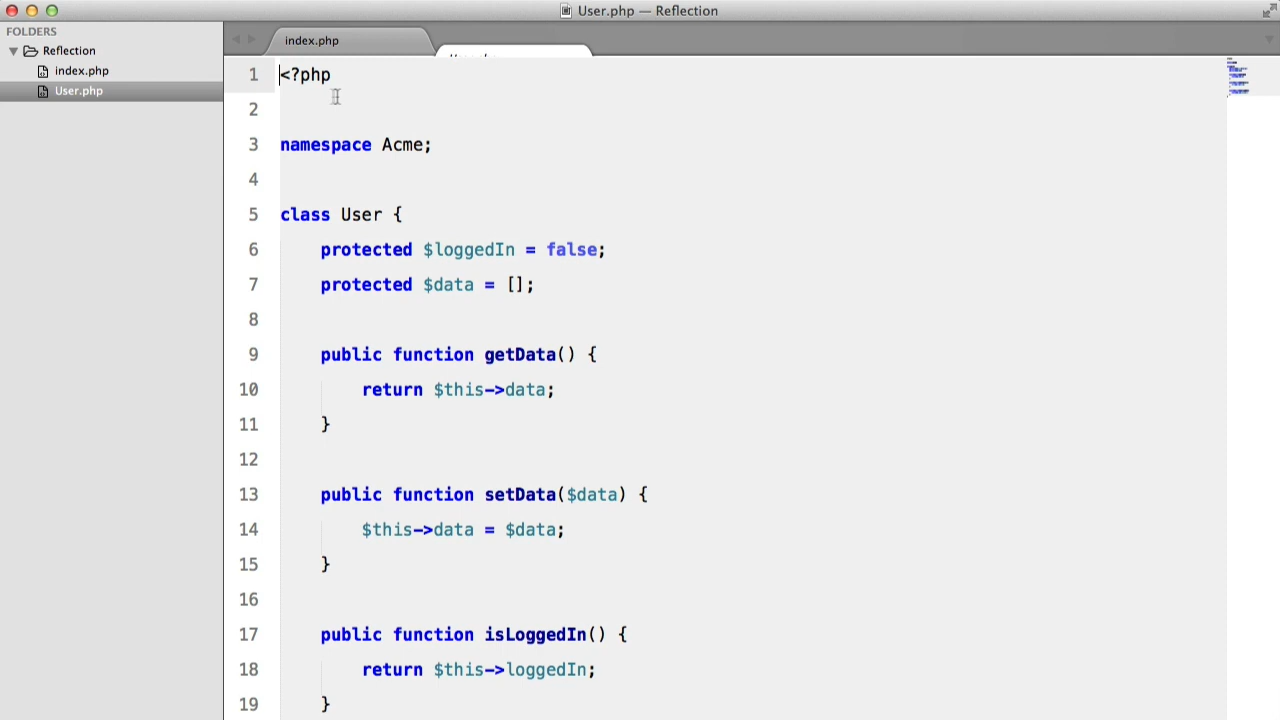 User.php — Reflection
FOLDERS
Reflection
index.php
User.php
index.php
1 <?php
2
3 namespace Acme;
4
5 class User {
6 protected $loggedIn = false;
7 protected $data = [];
8
9 public function getData() {
10 return $this->data;
11 }
12
13 public function setData($data) {
14 $this->data = $data;
15 }
16
17 public function isLoggedIn() {
18 return $this->loggedIn;
19 }